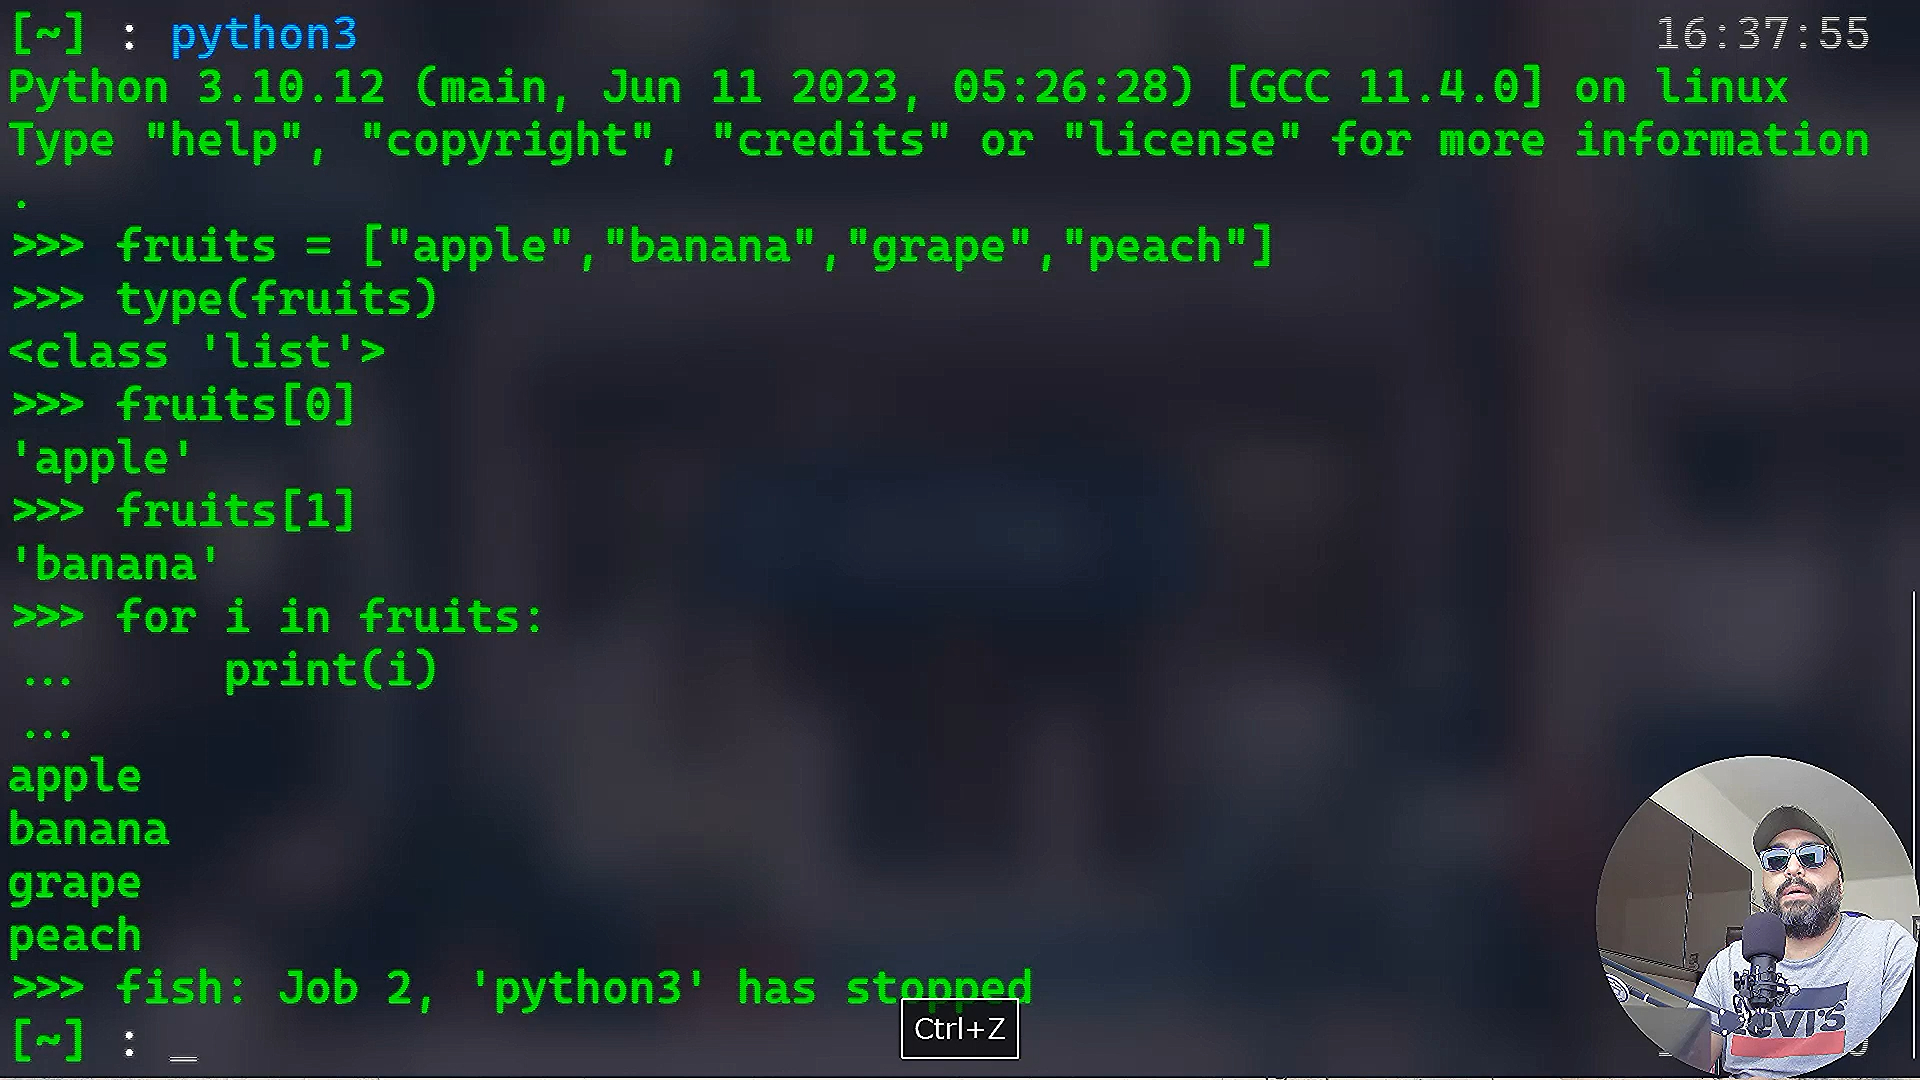 [~] : python3 16:37:55
Python 3.10.12 (main, Jun 11 2023, 05:26:28) [GCC 11.4.0] on linux
Type "help", "copyright", "credits" or "license" for more information
.
>>> fruits = ["apple","banana","grape","peach"]
>>> type(fruits)
<class 'list'>
>>> fruits[0]
'apple'
>>> fruits[1]
'banana'
>>> for i in fruits:
...     print(i)
...
apple
banana
grape
peach
>>> fish: Job 2, 'python3' has stopped
[~] : _
Ctrl+Z